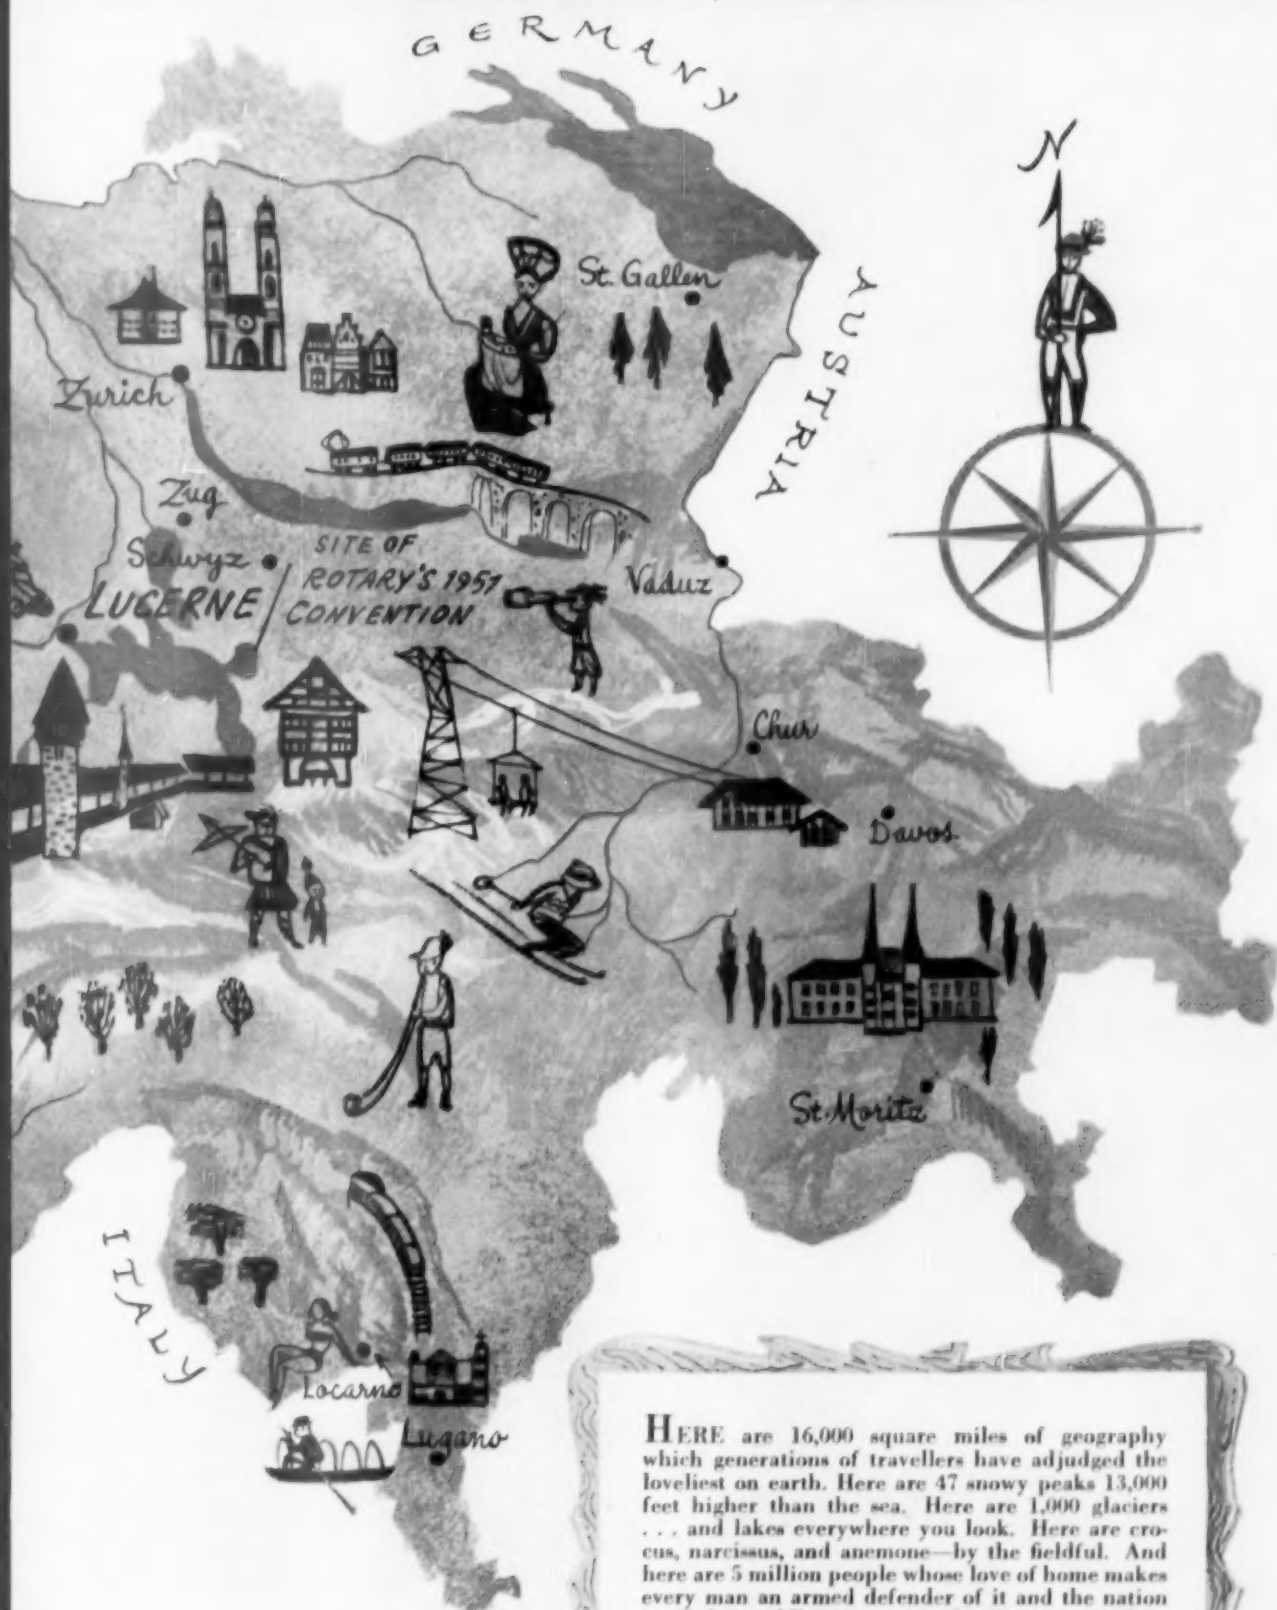 GERMANY
N
AUSTRIA
St. Gallen
Zurich
Zug
Schwyz
LUCERNE
SITE OF
ROTARY'S 1957
CONVENTION
Vaduz
Chur
Davos
St. Moritz
ITALY
Locarno
Lugano
HERE are 16,000 square miles of geography
which generations of travellers have adjudged the
loveliest on earth. Here are 47 snowy peaks 13,000
feet higher than the sea. Here are 1,000 glaciers
. . . and lakes everywhere you look. Here are cro-
cus, narcissus, and anemone—by the fieldful. And
here are 5 million people whose love of home makes
every man an armed defender of it and the nation